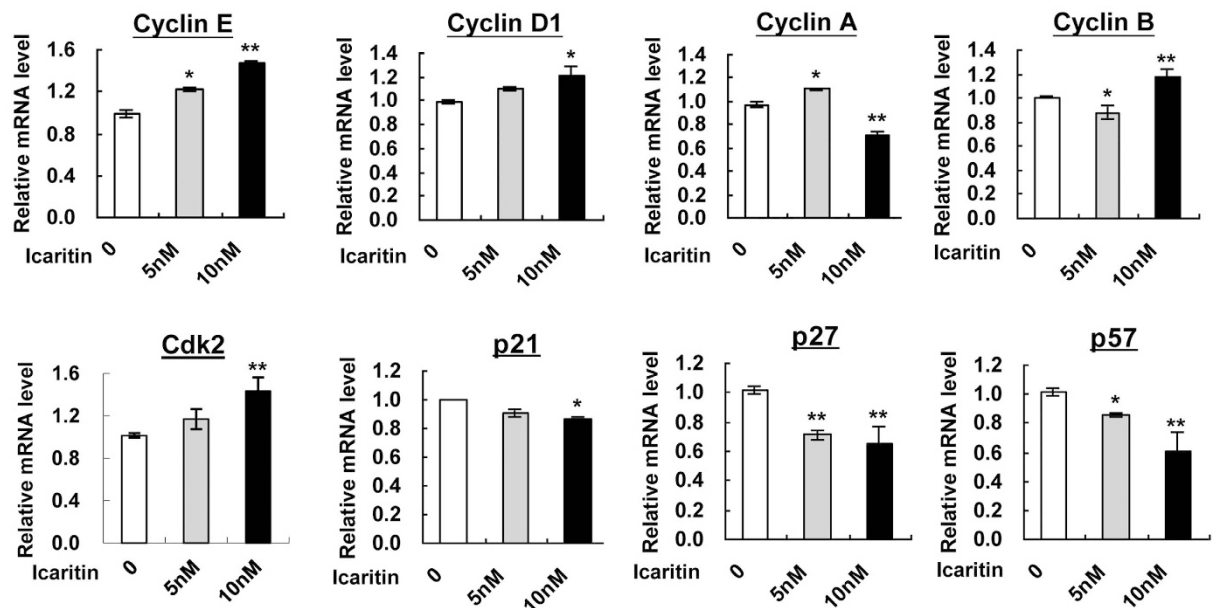 Cyclin E
Relative mRNA level
1.6
1.2
0.8
0.4
0.0
*
**
Icaritin
0
5nM
10nM
Cyclin D1
Relative mRNA level
1.4
1.2
1.0
0.8
0.6
0.4
0.2
0.0
*
0
5nM
10nM
Cyclin A
Relative mRNA level
1.4
1.2
1.0
0.8
0.6
0.4
0.2
0.0
*
**
Icaritin
0
5nM
10nM
Cyclin B
Relative mRNA level
1.6
1.4
1.2
1.0
0.8
0.6
0.4
0.2
0.0
*
**
Icaritin
0
5nM
10nM
Cdk2
Relative mRNA level
1.6
1.2
0.8
0.4
0.0
**
Icaritin
0
5nM
10nM
p21
Relative mRNA level
1.2
1.0
0.8
0.6
0.4
0.2
0.0
*
Icaritin
0
5nM
10nM
p27
Relative mRNA level
1.2
1.0
0.8
0.6
0.4
0.2
0.0
**
**
Icaritin
0
5nM
10nM
p57
Relative mRNA level
1.2
1.0
0.8
0.6
0.4
0.2
0.0
*
**
Icaritin
0
5nM
10nM